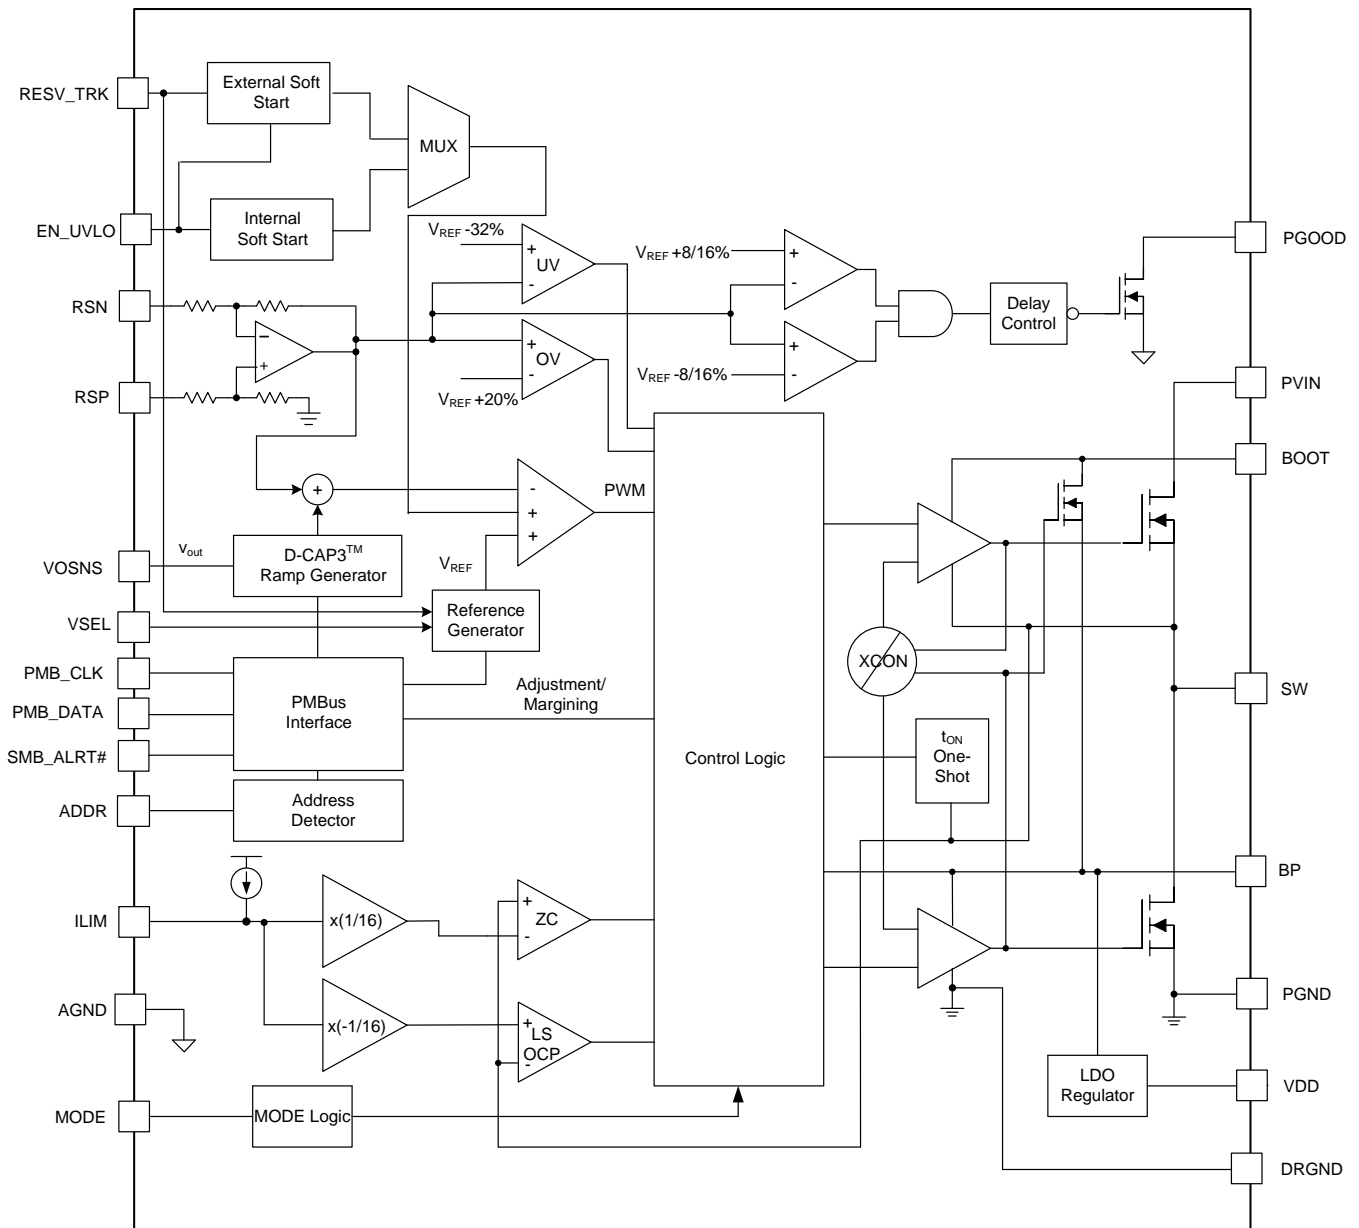 RESV_TRK
External Soft
Start
MUX
EN_UVLO
Internal
Soft Start
VREF -32%
+
UV
-
VREF +8/16%
+
-
PGOOD
RSN
Delay
Control
-
+
+
OV
-
VREF +20%
+
-
VREF -8/16%
RSP
PVIN
BOOT
+
-
+
+
PWM
VOSNS
vout
D-CAP3TM
Ramp Generator
VREF
VSEL
Reference
Generator
PMB_CLK
PMB_DATA
SMB_ALRT#
PMBus
Interface
Adjustment/
Margining
Control Logic
XCON
SW
tON
One-
Shot
ADDR
Address
Detector
BP
ILIM
x(1/16)
+
ZC
-
AGND
x(-1/16)
+
LS
OCP
-
PGND
LDO
Regulator
VDD
MODE
MODE Logic
DRGND